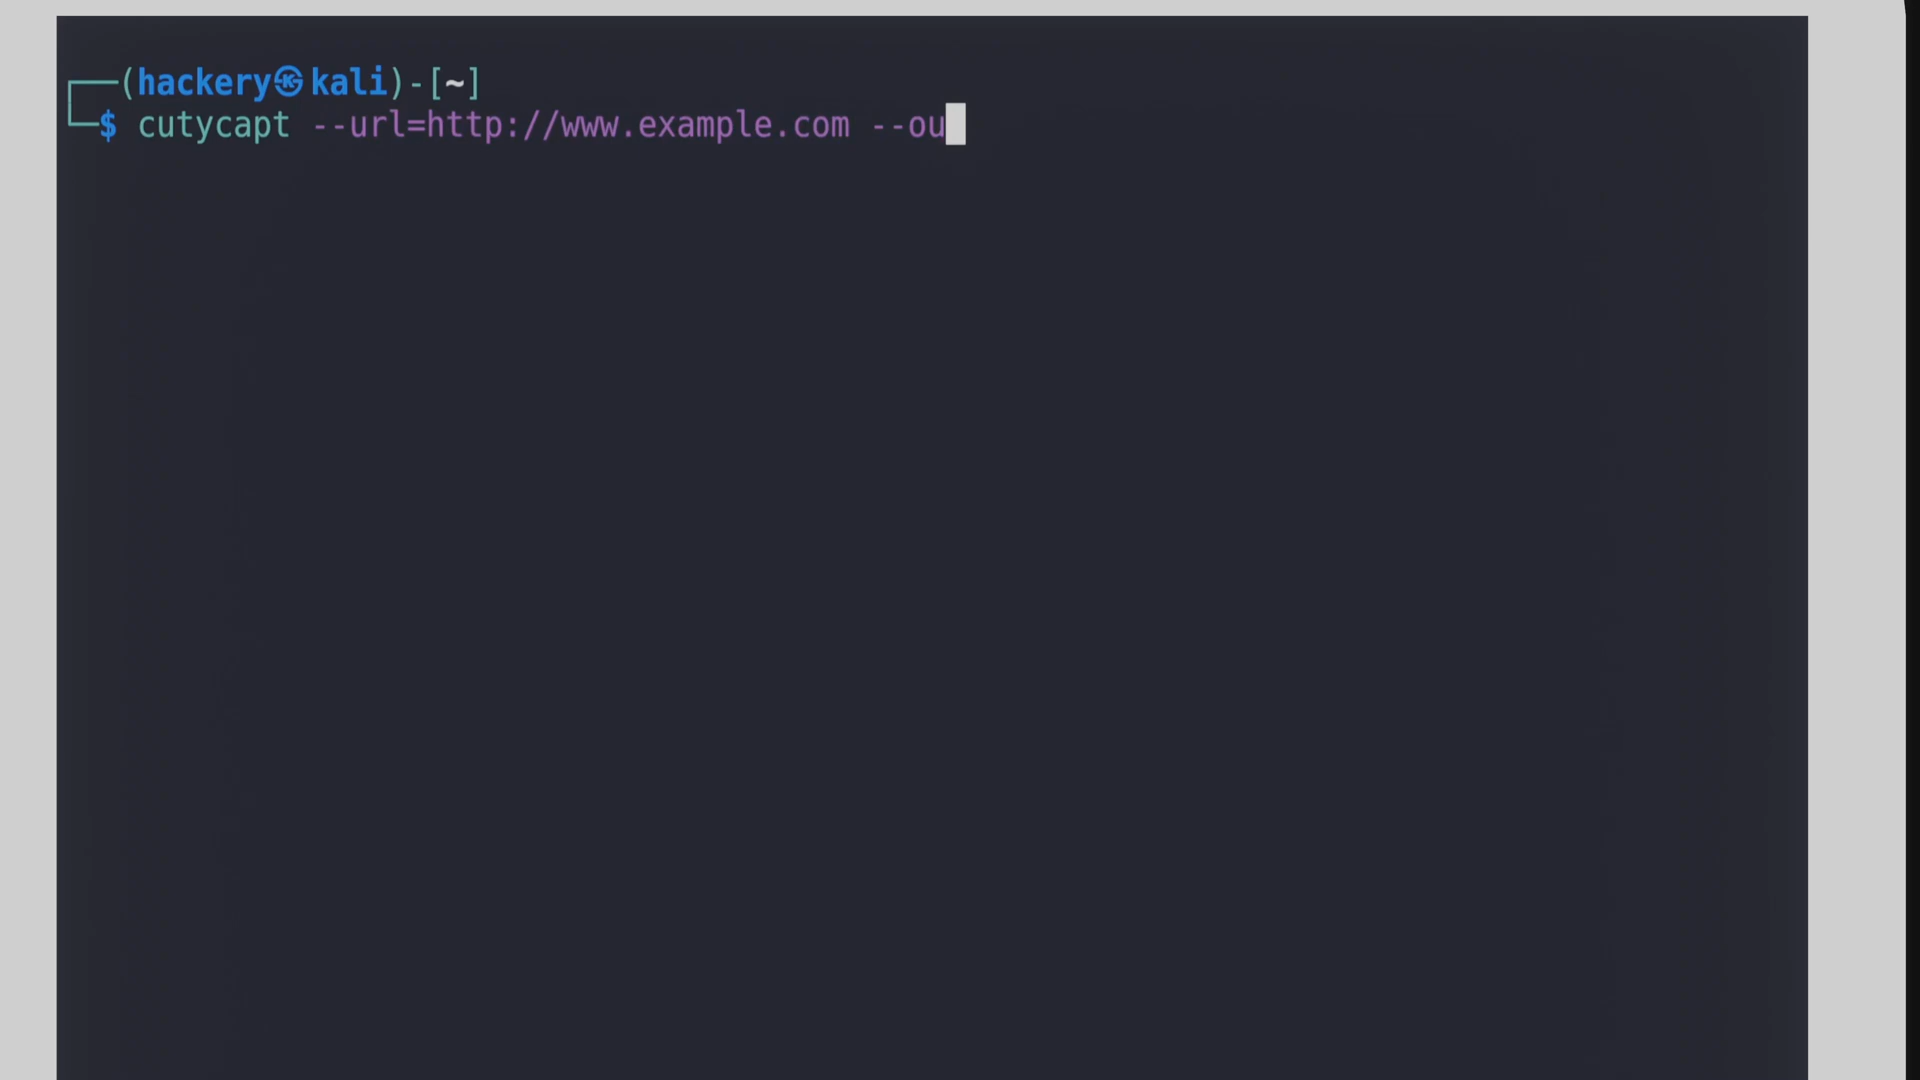 (hackery㉿kali)-[~]
$ cutycapt --url=http://www.example.com --ou